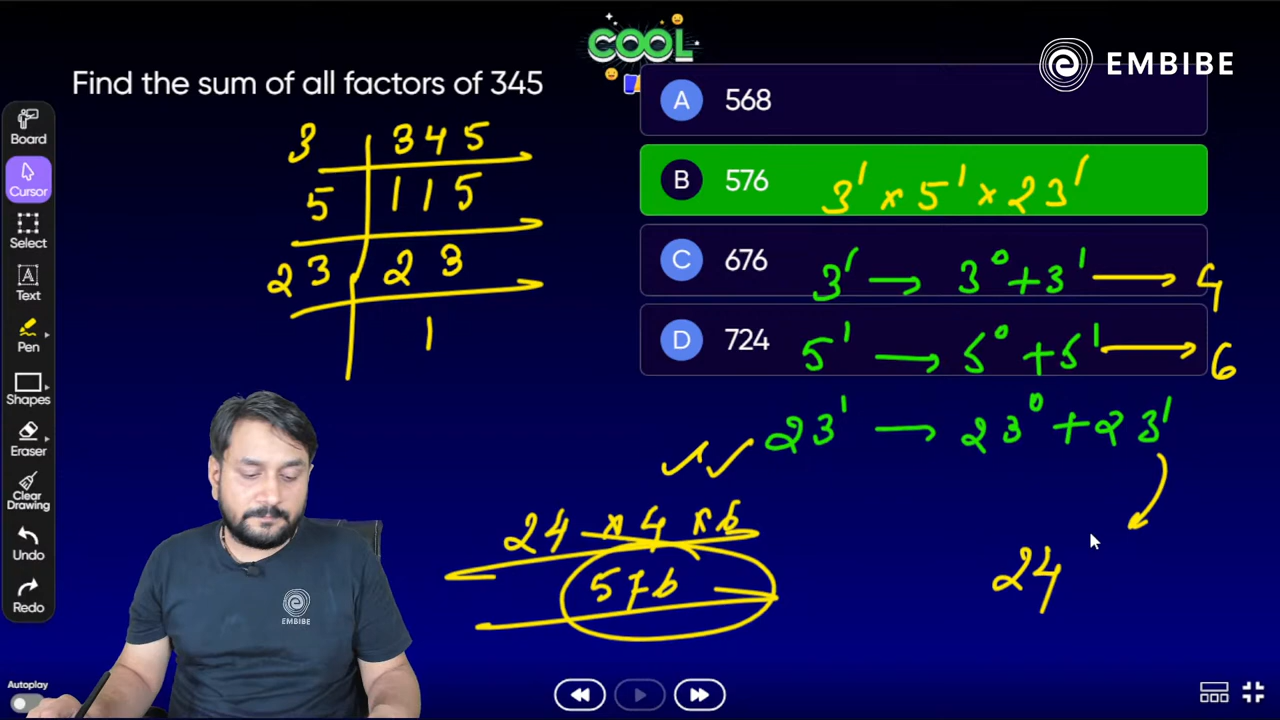 COOL
EMBIBE
Find the sum of all factors of 345
A 568
B 576 3¹ × 5¹ × 23¹
C 676
D 724
3 | 345
5 | 115
23 | 23
1
3¹ → 3⁰ + 3¹ → 4
5¹ → 5⁰ + 5¹ → 6
23¹ → 23⁰ + 23¹
24
24 × 4 × 6
576
Board
Cursor
Select
Text
Pen
Shapes
Eraser
Clear
Drawing
Undo
Redo
EMBIBE
Autoplay